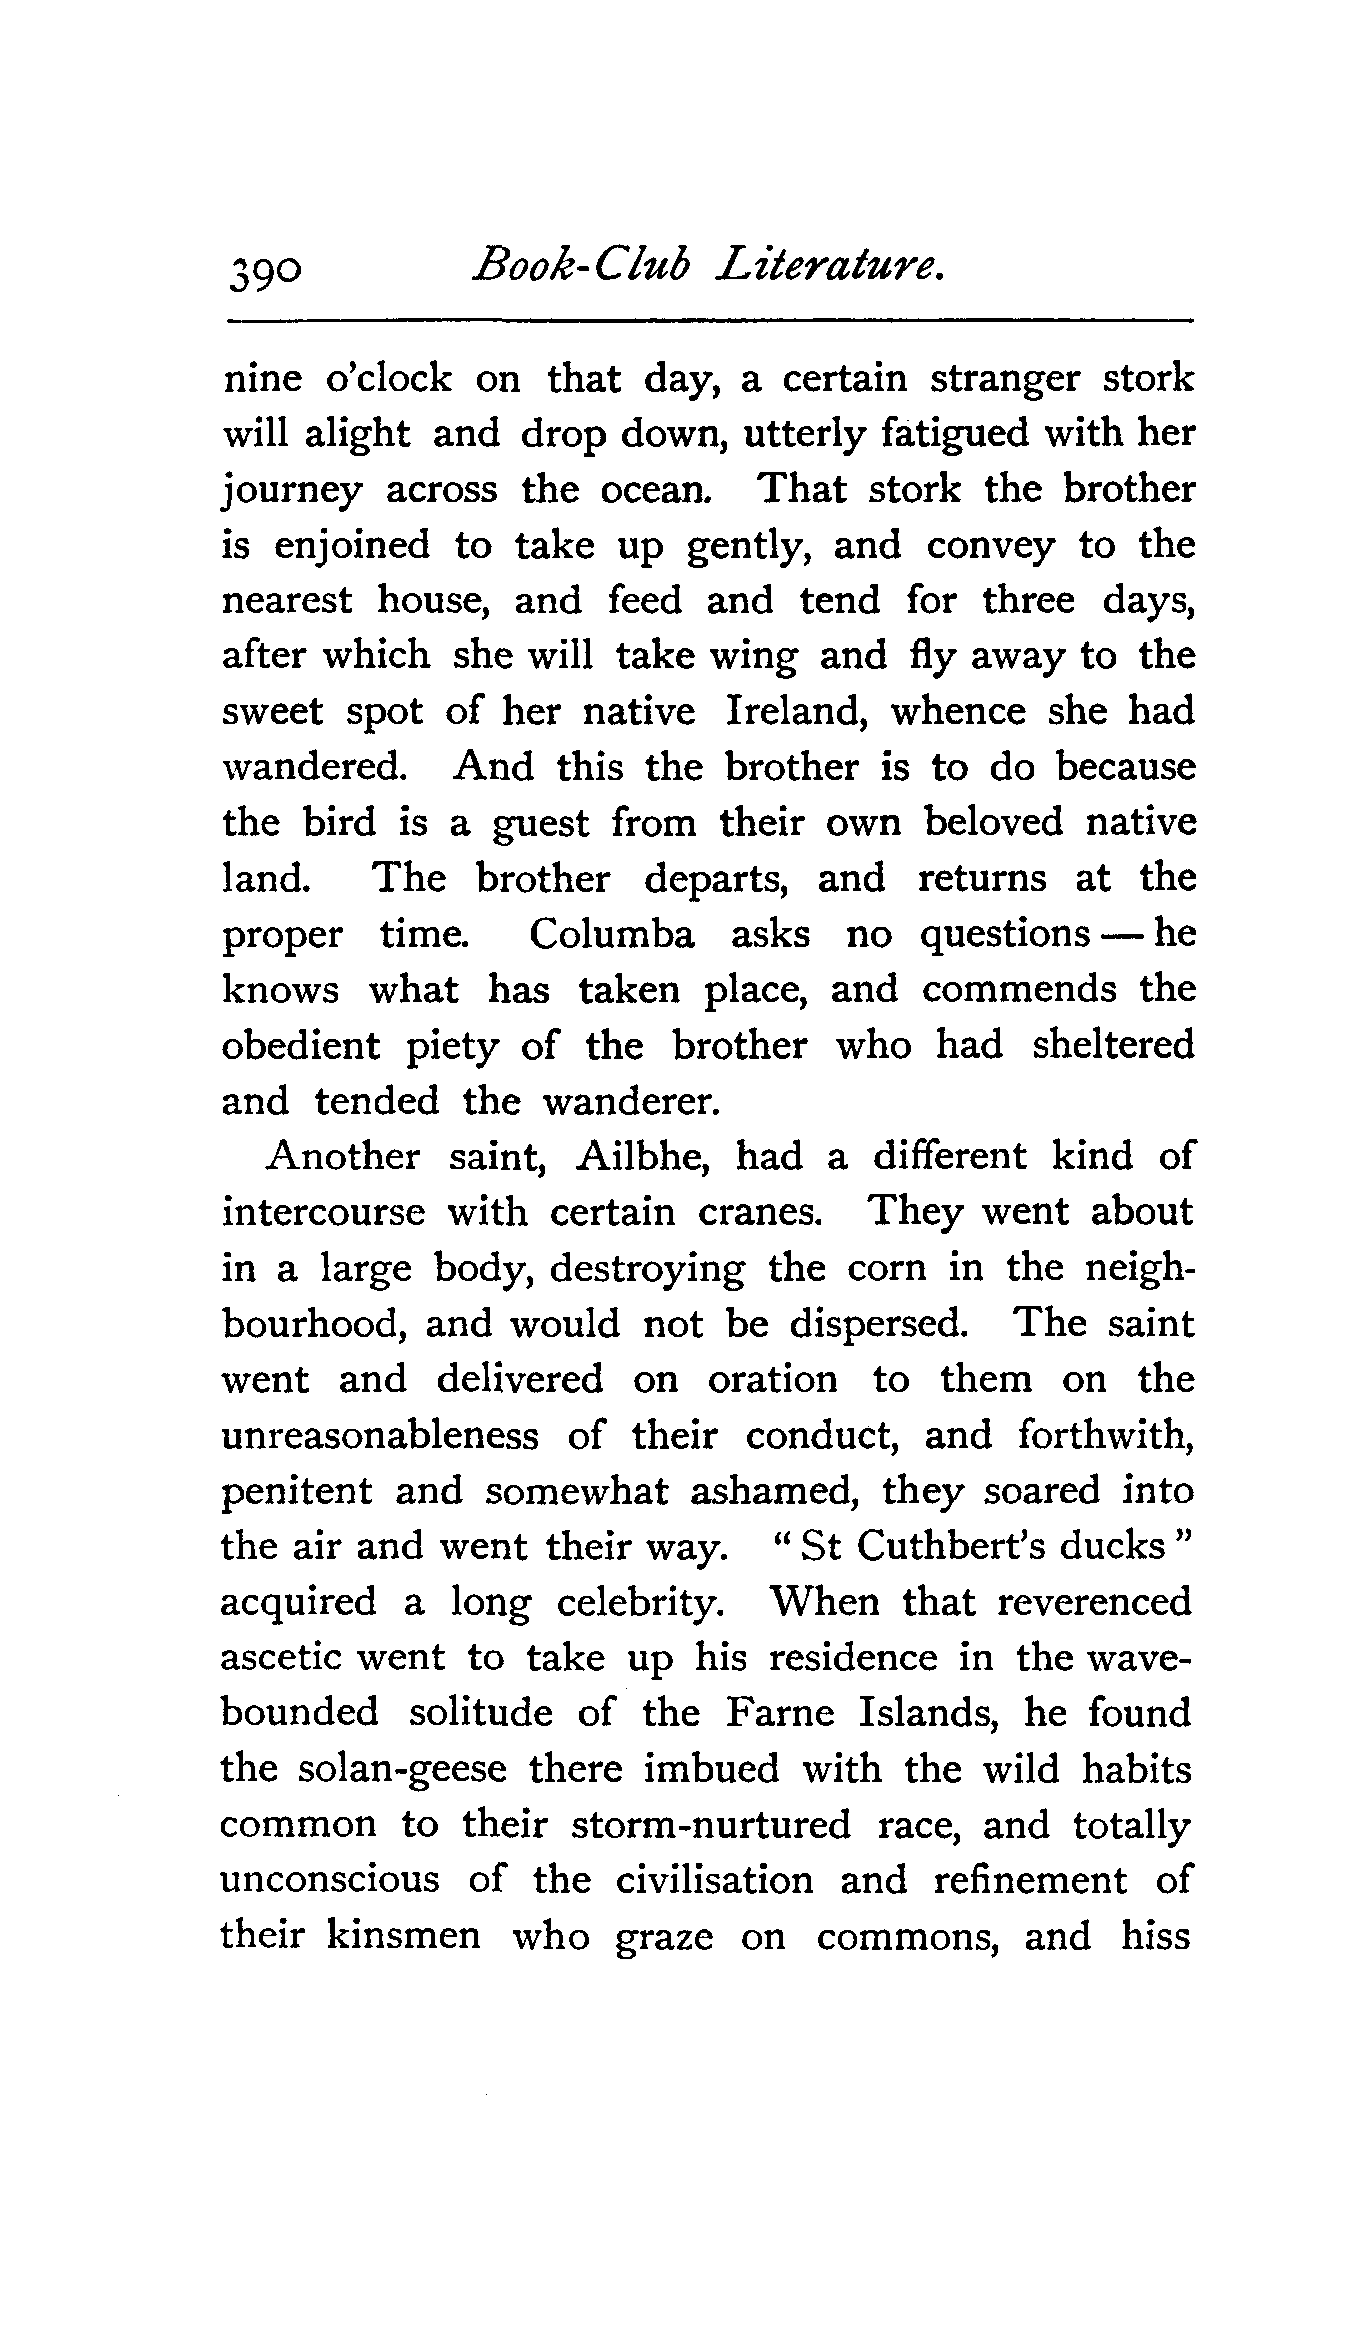 390 Book-Club Literature.
nine o'clock on that day, a certain stranger stork
will alight and drop down, utterly fatigued with her
journey across the ocean. That stork the brother
is enjoined to take up gently, and convey to the
nearest house, and feed and tend for three days,
after which she will take wing and fly away to the
sweet spot of her native Ireland, whence she had
wandered. And this the brother is to do because
the bird is a guest from their own beloved native
land. The brother departs, and returns at the
proper time. Columba asks no questions — he
knows what has taken place, and commends the
obedient piety of the brother who had sheltered
and tended the wanderer.
Another saint, Ailbhe, had a different kind of
intercourse with certain cranes. They went about
in a large body, destroying the corn in the neigh-
bourhood, and would not be dispersed. The saint
went and delivered on oration to them on the
unreasonableness of their conduct, and forthwith,
penitent and somewhat ashamed, they soared into
the air and went their way. “ St Cuthbert's ducks ”
acquired a long celebrity. When that reverenced
ascetic went to take up his residence in the wave-
bounded solitude of the Farne Islands, he found
the solan-geese there imbued with the wild habits
common to their storm-nurtured race, and totally
unconscious of the civilisation and refinement of
their kinsmen who graze on commons, and hiss